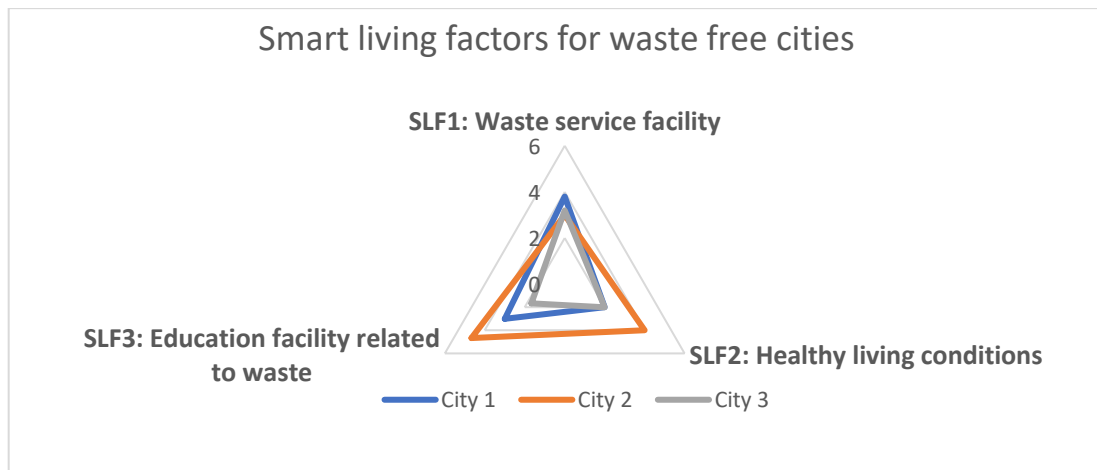 Smart living factors for waste free cities
SLF1: Waste service facility
6
4
2
0
SLF3: Education facility related
to waste
SLF2: Healthy living conditions
City 1
City 2
City 3